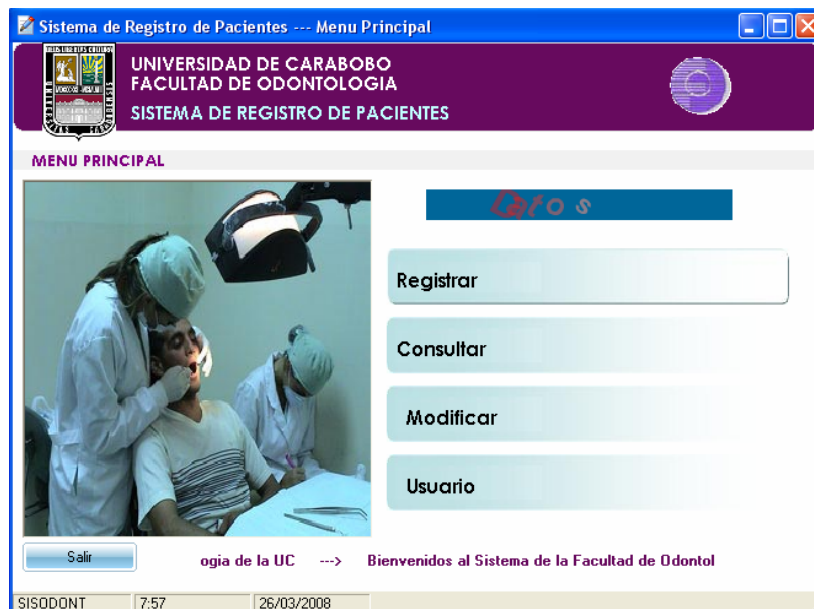 Sistema de Registro de Pacientes --- Menu Principal
UNIVERSIDAD DE CARABOBO
FACULTAD DE ODONTOLOGIA
SISTEMA DE REGISTRO DE PACIENTES
MENU PRINCIPAL
Datos
Registrar
Consultar
Modificar
Usuario
Salir
ogia de la UC ---> Bienvenidos al Sistema de la Facultad de Odontol
SISODONT 7:57 26/03/2008